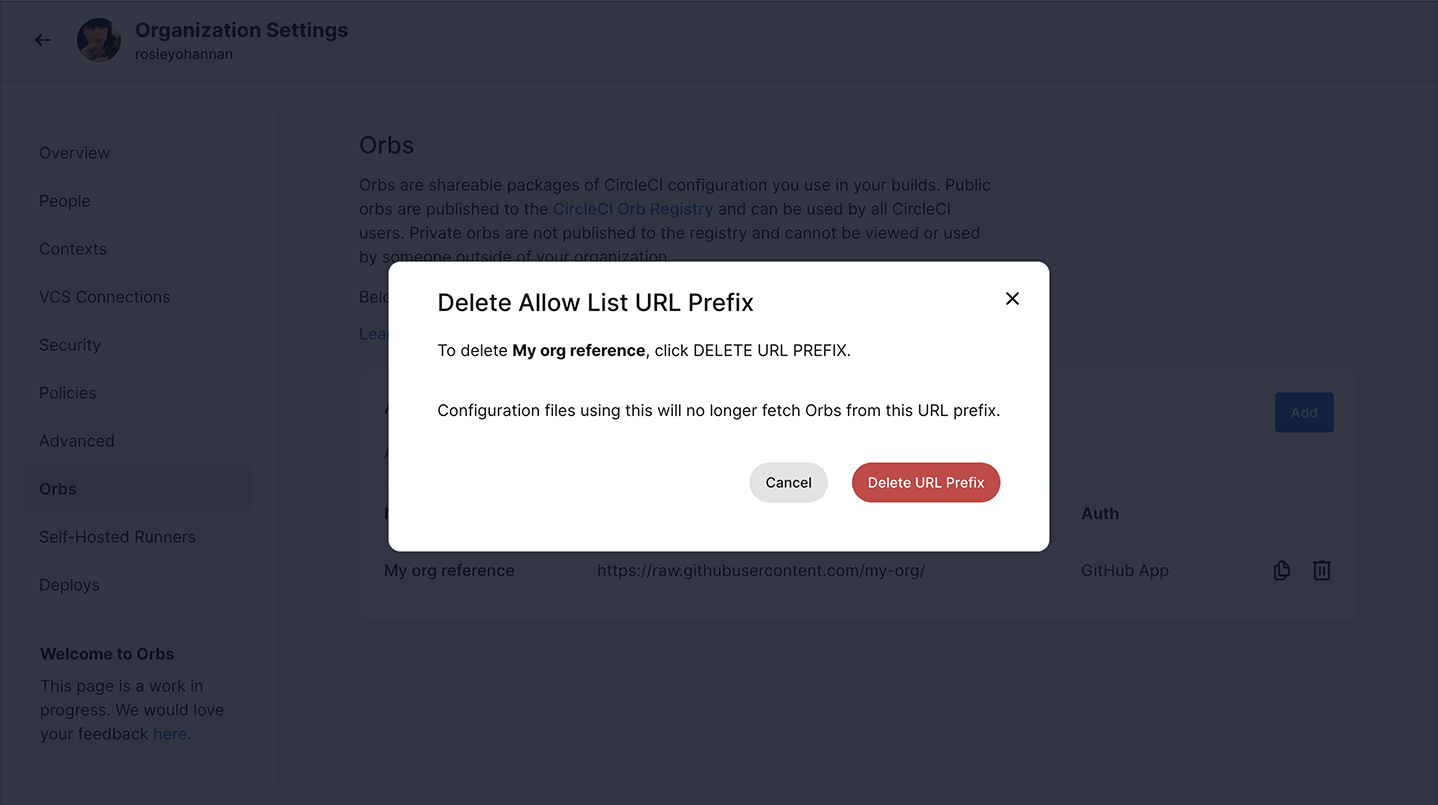 Organization Settings
rosieyohannan
Overview
People
Contexts
VCS Connections
Security
Policies
Advanced
Orbs
Self-Hosted Runners
Deploys
Welcome to Orbs
This page is a work in
progress. We would love
your feedback here.
Orbs
Orbs are shareable packages of CircleCI configuration you use in your builds. Public
orbs are published to the CircleCI Orb Registry and can be used by all CircleCI
users. Private orbs are not published to the registry and cannot be viewed or used
by someone outside of your organization.
Delete Allow List URL Prefix
To delete My org reference, click DELETE URL PREFIX.
Configuration files using this will no longer fetch Orbs from this URL prefix.
Cancel
Delete URL Prefix
Add
Auth
My org reference
https://raw.githubusercontent.com/my-org/
GitHub App